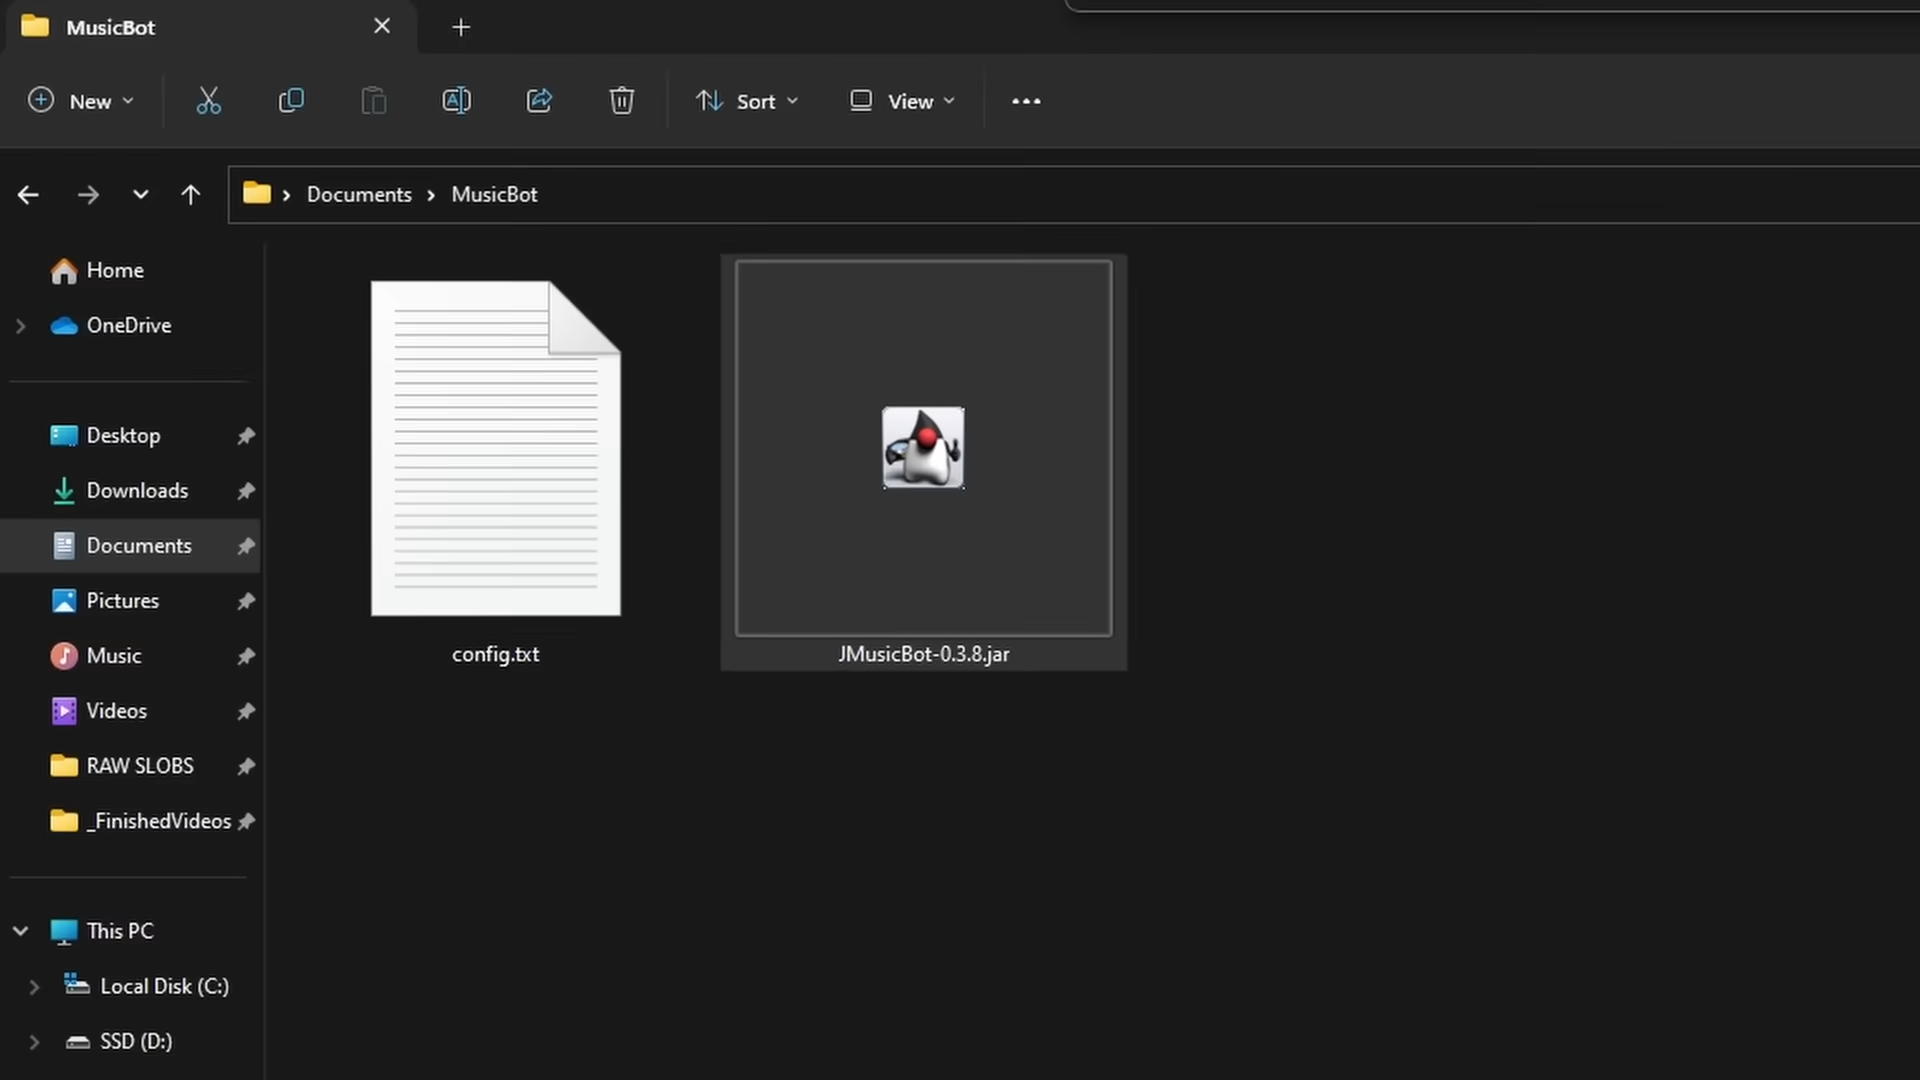 MusicBot
New
Sort
View
Documents
MusicBot
Home
OneDrive
Desktop
Downloads
Documents
Pictures
Music
Videos
RAW SLOBS
_FinishedVideos
config.txt
JMusicBot-0.3.8.jar
This PC
Local Disk (C:)
SSD (D:)